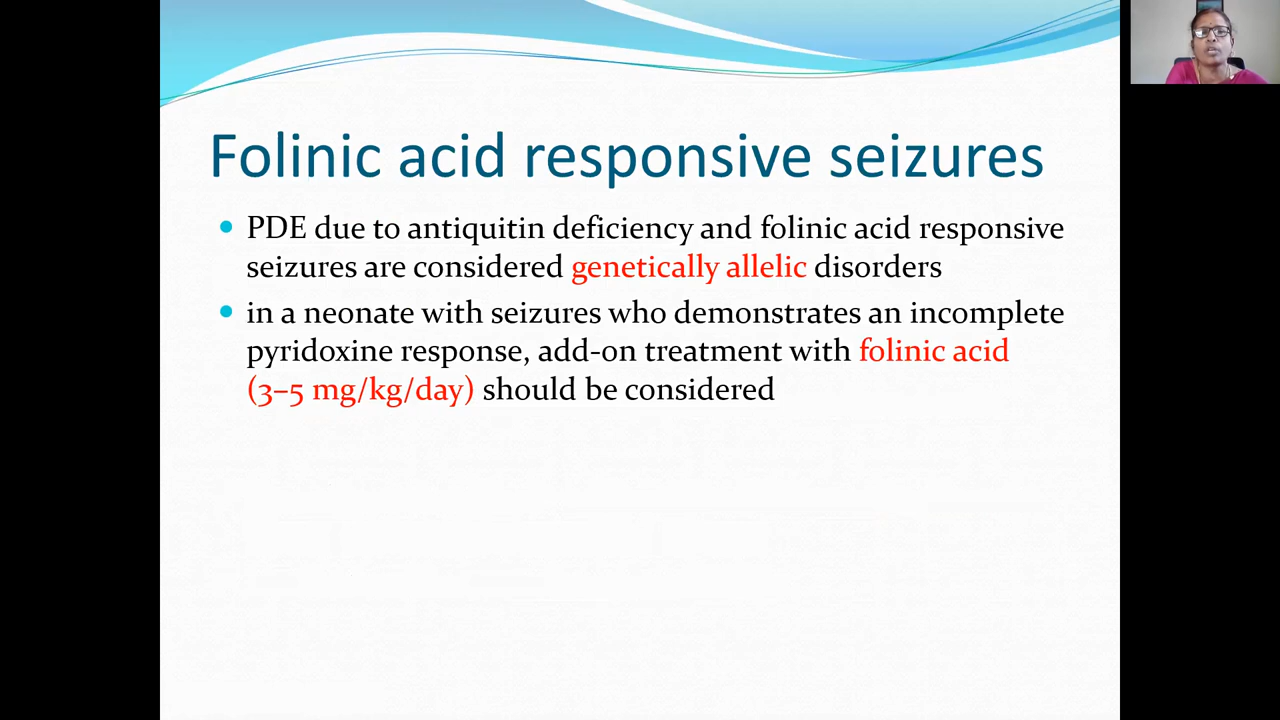 Folinic acid responsive seizures
PDE due to antiquitin deficiency and folinic acid responsive
seizures are considered genetically allelic disorders
in a neonate with seizures who demonstrates an incomplete
pyridoxine response, add-on treatment with folinic acid
(3–5 mg/kg/day) should be considered